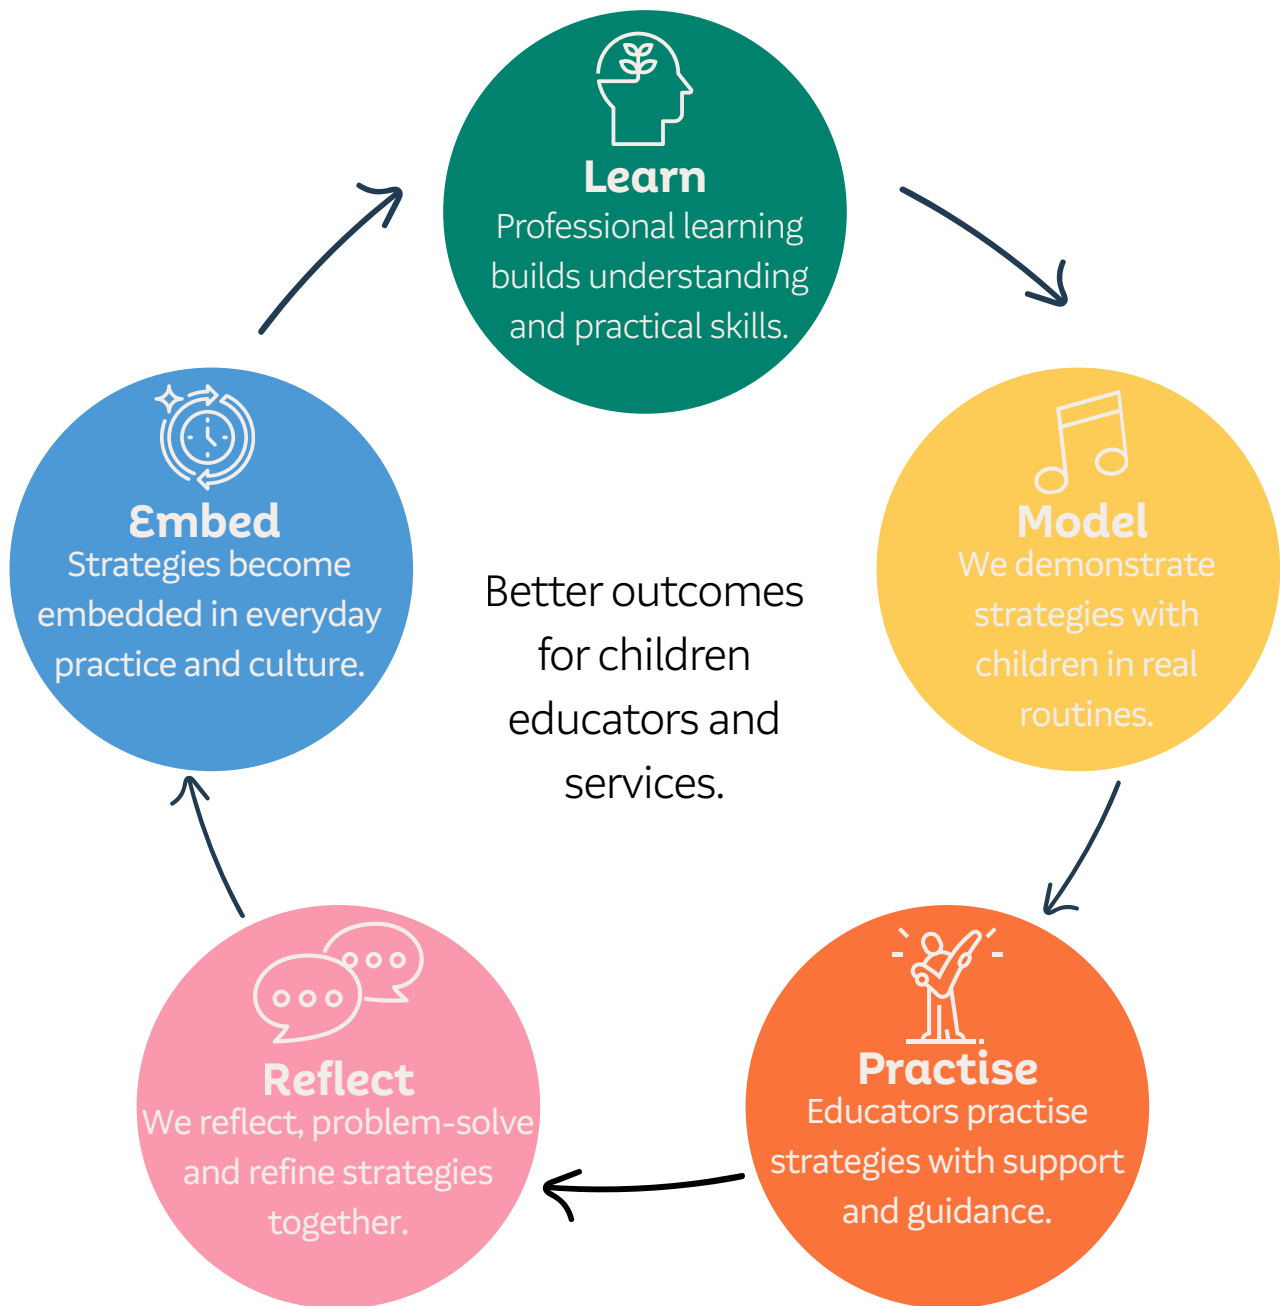 Learn
Professional learning
builds understanding
and practical skills.
Model
We demonstrate
strategies with
children in real
routines.
Practise
Educators practise
strategies with support
and guidance.
Reflect
We reflect, problem-solve
and refine strategies
together.
Embed
Strategies become
embedded in everyday
practice and culture.
Better outcomes
for children
educators and
services.